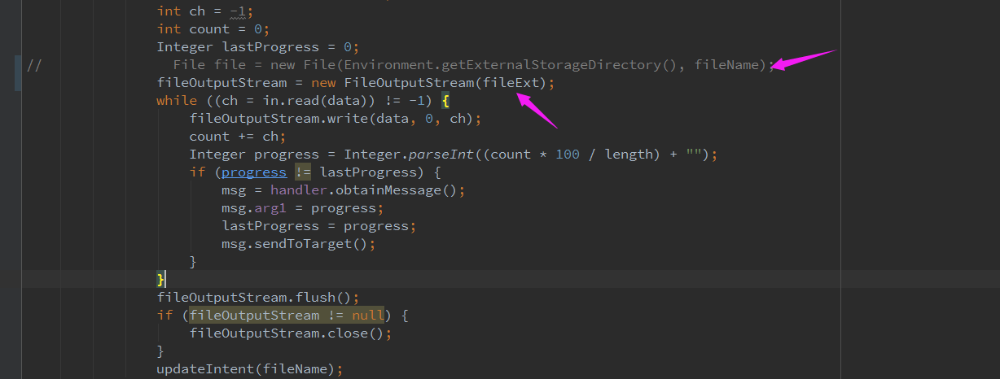 int ch = -1;
int count = 0;
Integer lastProgress = 0;
// File file = new File(Environment.getExternalStorageDirectory(), fileName);
fileOutputStream = new FileOutputStream(fileExt);
while ((ch = in.read(data)) != -1) {
fileOutputStream.write(data, 0, ch);
count += ch;
Integer progress = Integer.parseInt((count * 100 / length) + "");
if (progress != lastProgress) {
msg = handler.obtainMessage();
msg.arg1 = progress;
lastProgress = progress;
msg.sendToTarget();
}
}
fileOutputStream.flush();
if (fileOutputStream != null) {
fileOutputStream.close();
}
updateIntent(fileName);